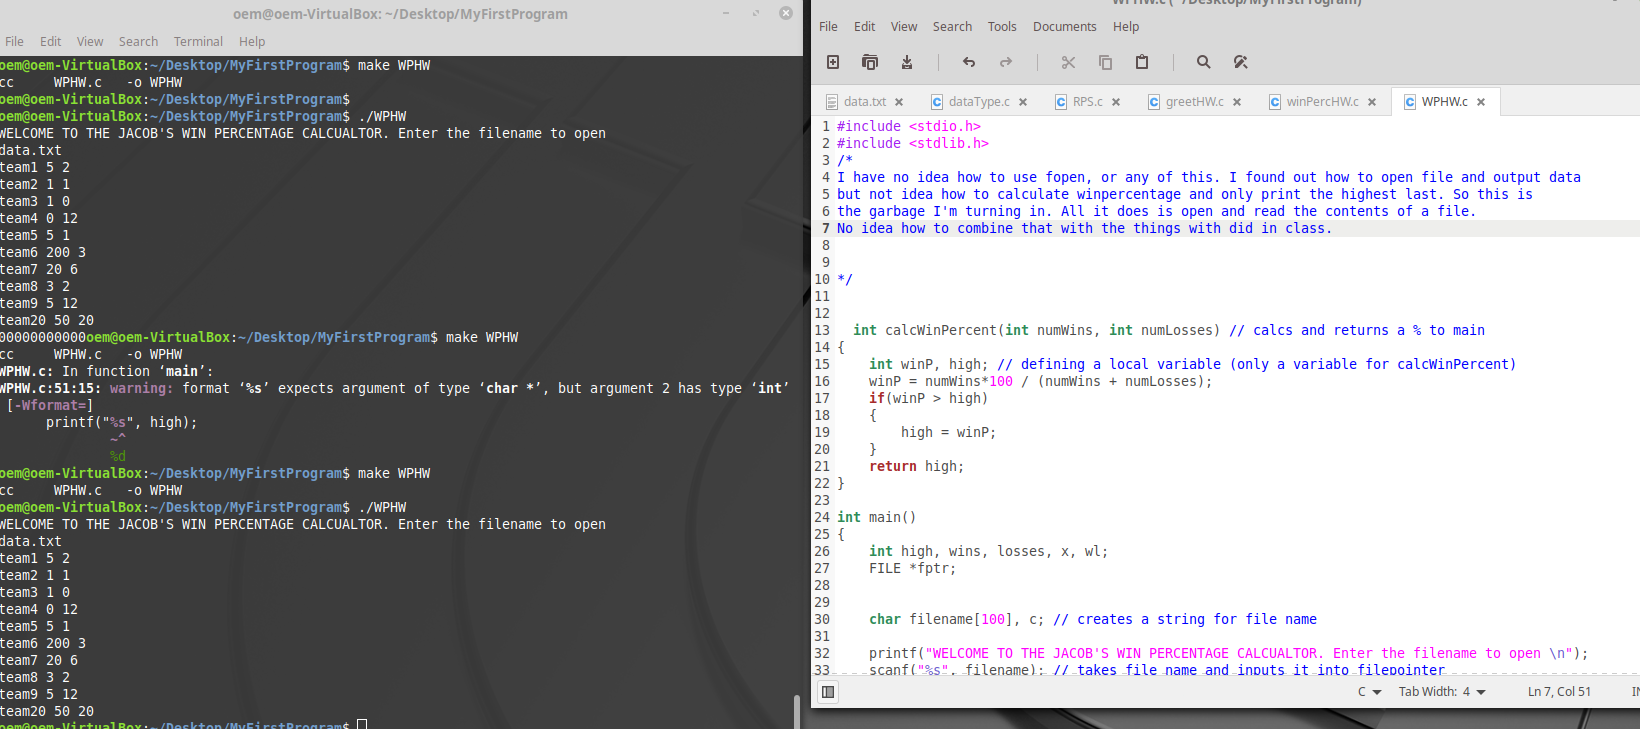 oem@oem-VirtualBox: ~/Desktop/MyFirstProgram
File Edit View Search Terminal Help
oem@oem-VirtualBox:~/Desktop/MyFirstProgram$ make WPHW
cc     WPHW.c   -o WPHW
oem@oem-VirtualBox:~/Desktop/MyFirstProgram$
oem@oem-VirtualBox:~/Desktop/MyFirstProgram$ ./WPHW
WELCOME TO THE JACOB'S WIN PERCENTAGE CALCUALTOR. Enter the filename to open
data.txt
team1 5 2
team2 1 1
team3 1 0
team4 0 12
team5 5 1
team6 200 3
team7 20 6
team8 3 2
team9 5 12
team20 50 20
00000000000oem@oem-VirtualBox:~/Desktop/MyFirstProgram$ make WPHW
cc     WPHW.c   -o WPHW
WPHW.c: In function ‘main’:
WPHW.c:51:15: warning: format ‘%s’ expects argument of type ‘char *’, but argument 2 has type ‘int’
[-Wformat=]
printf("%s", high);
~^
%d
oem@oem-VirtualBox:~/Desktop/MyFirstProgram$ make WPHW
cc     WPHW.c   -o WPHW
oem@oem-VirtualBox:~/Desktop/MyFirstProgram$ ./WPHW
WELCOME TO THE JACOB'S WIN PERCENTAGE CALCUALTOR. Enter the filename to open
data.txt
team1 5 2
team2 1 1
team3 1 0
team4 0 12
team5 5 1
team6 200 3
team7 20 6
team8 3 2
team9 5 12
team20 50 20
oem@oem-VirtualBox:~/Desktop/MyFirstProgram$
WPHW.c (~/Desktop/MyFirstProgram)
File Edit View Search Tools Documents Help
data.txt dataType.c RPS.c greetHW.c winPercHW.c WPHW.c
1 #include <stdio.h>
2 #include <stdlib.h>
3 /*
4 I have no idea how to use fopen, or any of this. I found out how to open file and output data
5 but not idea how to calculate winpercentage and only print the highest last. So this is
6 the garbage I'm turning in. All it does is open and read the contents of a file.
7 No idea how to combine that with the things with did in class.
8
9
10 */
11
12
13 int calcWinPercent(int numWins, int numLosses) // calcs and returns a % to main
14 {
15 int winP, high; // defining a local variable (only a variable for calcWinPercent)
16 winP = numWins*100 / (numWins + numLosses);
17 if(winP > high)
18 {
19 high = winP;
20 }
21 return high;
22 }
23
24 int main()
25 {
26 int high, wins, losses, x, wl;
27 FILE *fptr;
28
29
30 char filename[100], c; // creates a string for file name
31
32 printf("WELCOME TO THE JACOB'S WIN PERCENTAGE CALCUALTOR. Enter the filename to open \n");
33 scanf("%s", filename); // takes file name and inputs it into filepointer
C Tab Width: 4 Ln 7, Col 51